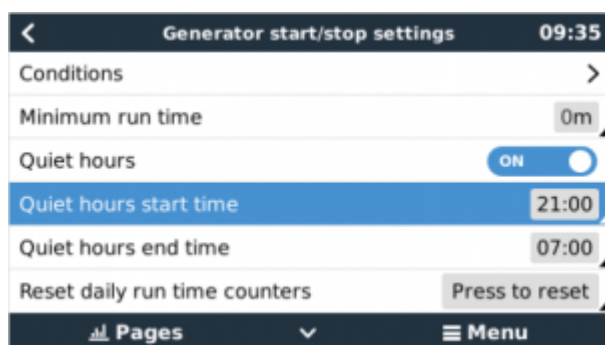 Generator start/stop settings 09:35
Conditions
Minimum run time 0m
Quiet hours ON
Quiet hours start time 21:00
Quiet hours end time 07:00
Reset daily run time counters Press to reset
Pages Menu